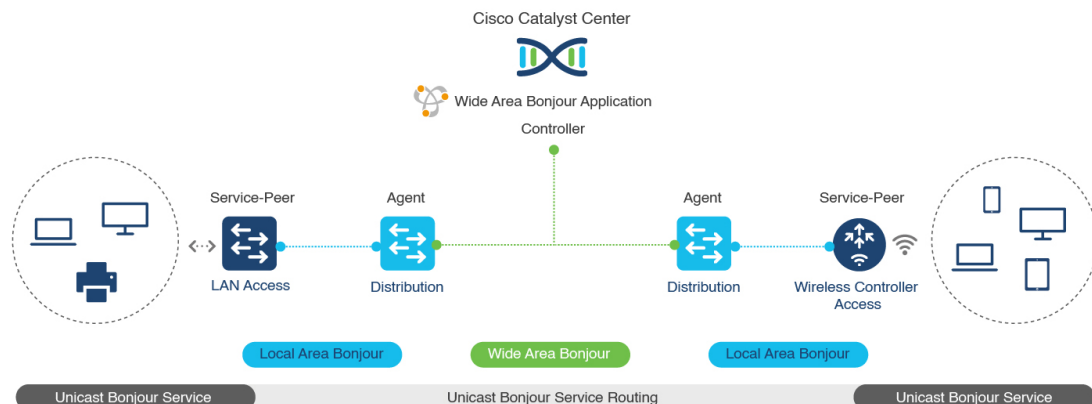 Cisco Catalyst Center
Wide Area Bonjour Application
Controller
Service-Peer
Agent
Agent
Service-Peer
LAN Access
Distribution
Distribution
Wireless Controller
Access
Local Area Bonjour
Wide Area Bonjour
Local Area Bonjour
Unicast Bonjour Service
Unicast Bonjour Service Routing
Unicast Bonjour Service